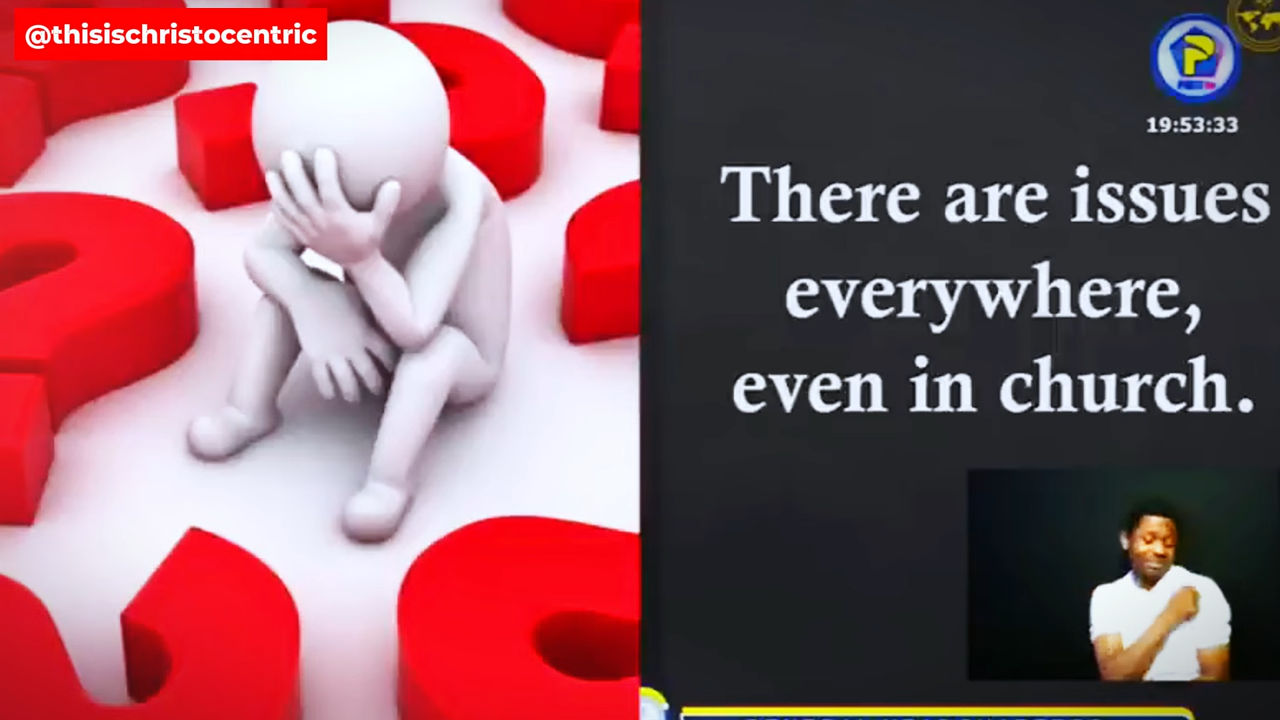 @thisischristocentric
19:53:33
There are issues
everywhere,
even in church.